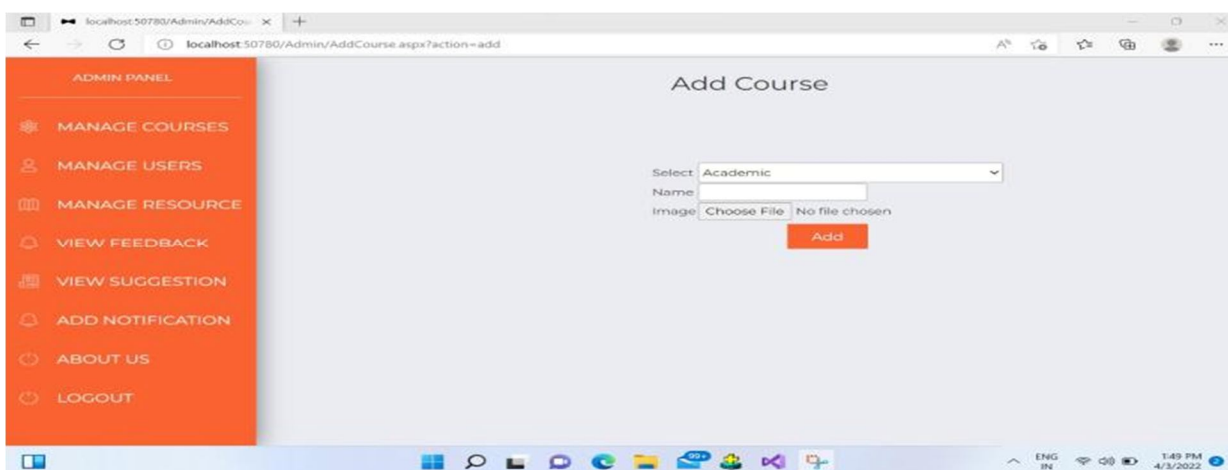 localhost:50780/Admin/AddCou
localhost:50780/Admin/AddCourse.aspx?action=add
ADMIN PANEL
Add Course
MANAGE COURSES
MANAGE USERS
MANAGE RESOURCE
VIEW FEEDBACK
VIEW SUGGESTION
ADD NOTIFICATION
ABOUT US
LOGOUT
Select Academic
Name
Image Choose File No file chosen
Add
99+
ENG
IN
1:49 PM
4/3/2022
2